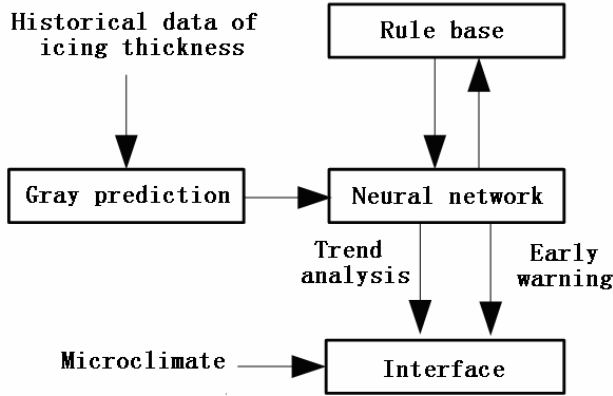 Historical data of
icing thickness
Rule base
Gray prediction
Neural network
Trend
analysis
Early
warning
Microclimate
Interface